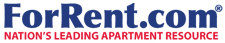 ForRent.com®
NATION'S LEADING APARTMENT RESOURCE